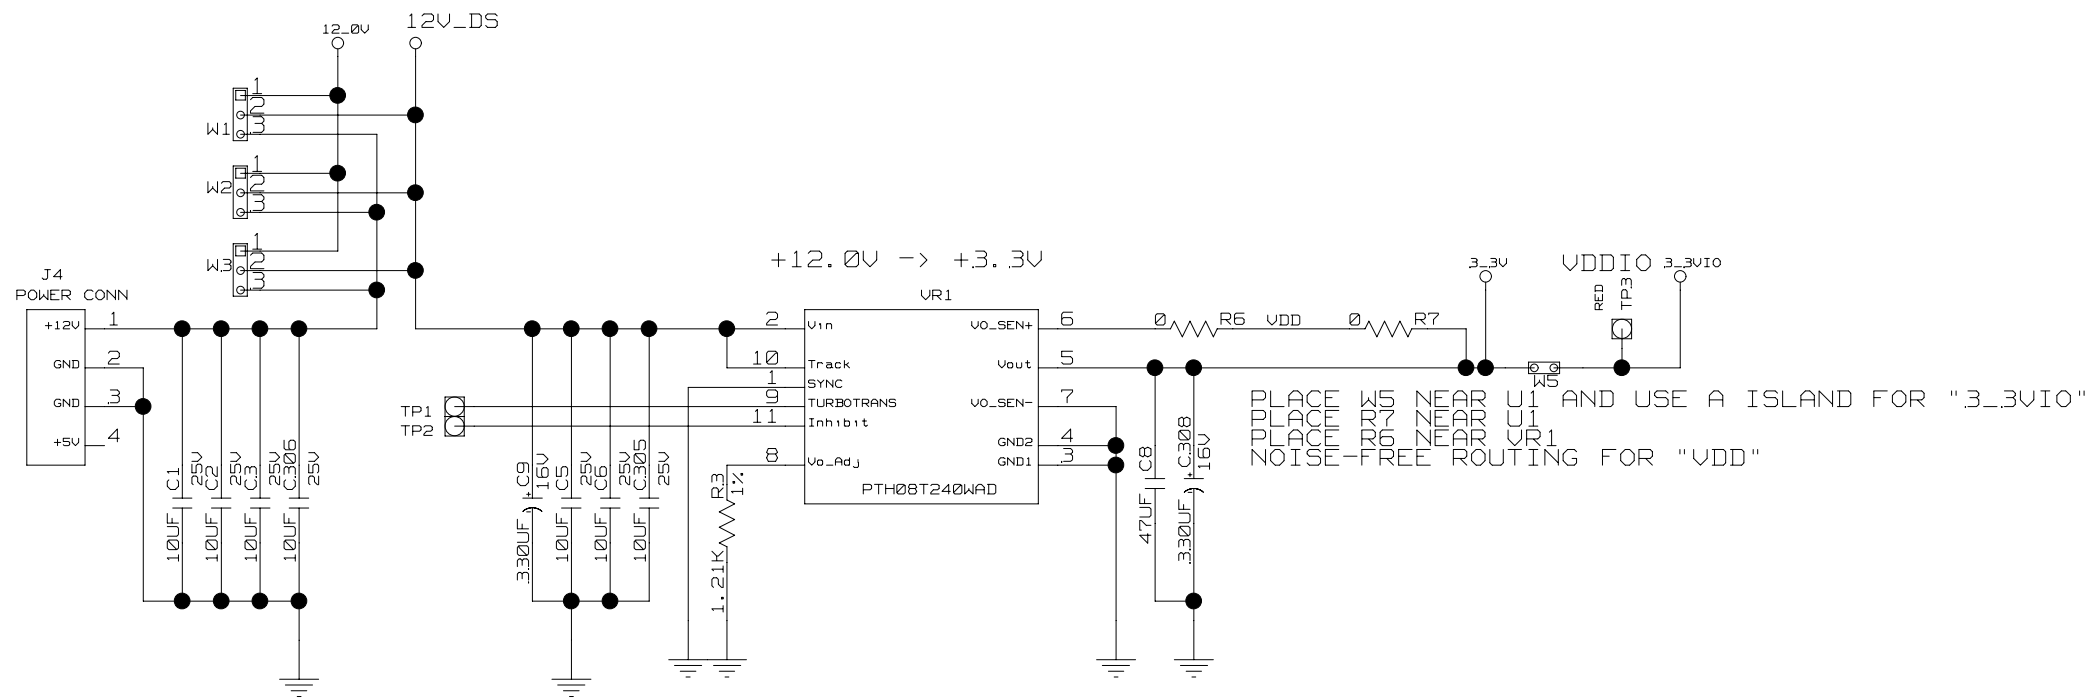 12_0V
12V_DS
1
2
3
W1
1
2
3
W2
1
2
3
W3
J4
POWER CONN
+12V 1
GND 2
GND 3
+5V 4
C1
25V
10UF
C2
25V
10UF
C3
25V
10UF
C306
25V
10UF
TP1
TP2
C9
16V
+
330UF
C5
25V
10UF
C6
25V
10UF
C305
25V
10UF
R3
1%
1.21K
+12.0V -> +3.3V
VR1
2 Vin
10 Track
1 SYNC
9 TURBOTRANS
11 Inhibit
8 Vo_Adj
VO_SEN+ 6
Vout 5
VO_SEN- 7
GND2 4
GND1 3
PTH08T240WAD
0 R6 VDD 0 R7
C8
47UF
C308
16V
+
330UF
3_3V
VDDIO
3_3VIO
RED
TP3
W5
PLACE W5 NEAR U1 AND USE A ISLAND FOR "3_3VIO"
PLACE R7 NEAR U1
PLACE R6 NEAR VR1
NOISE-FREE ROUTING FOR "VDD"